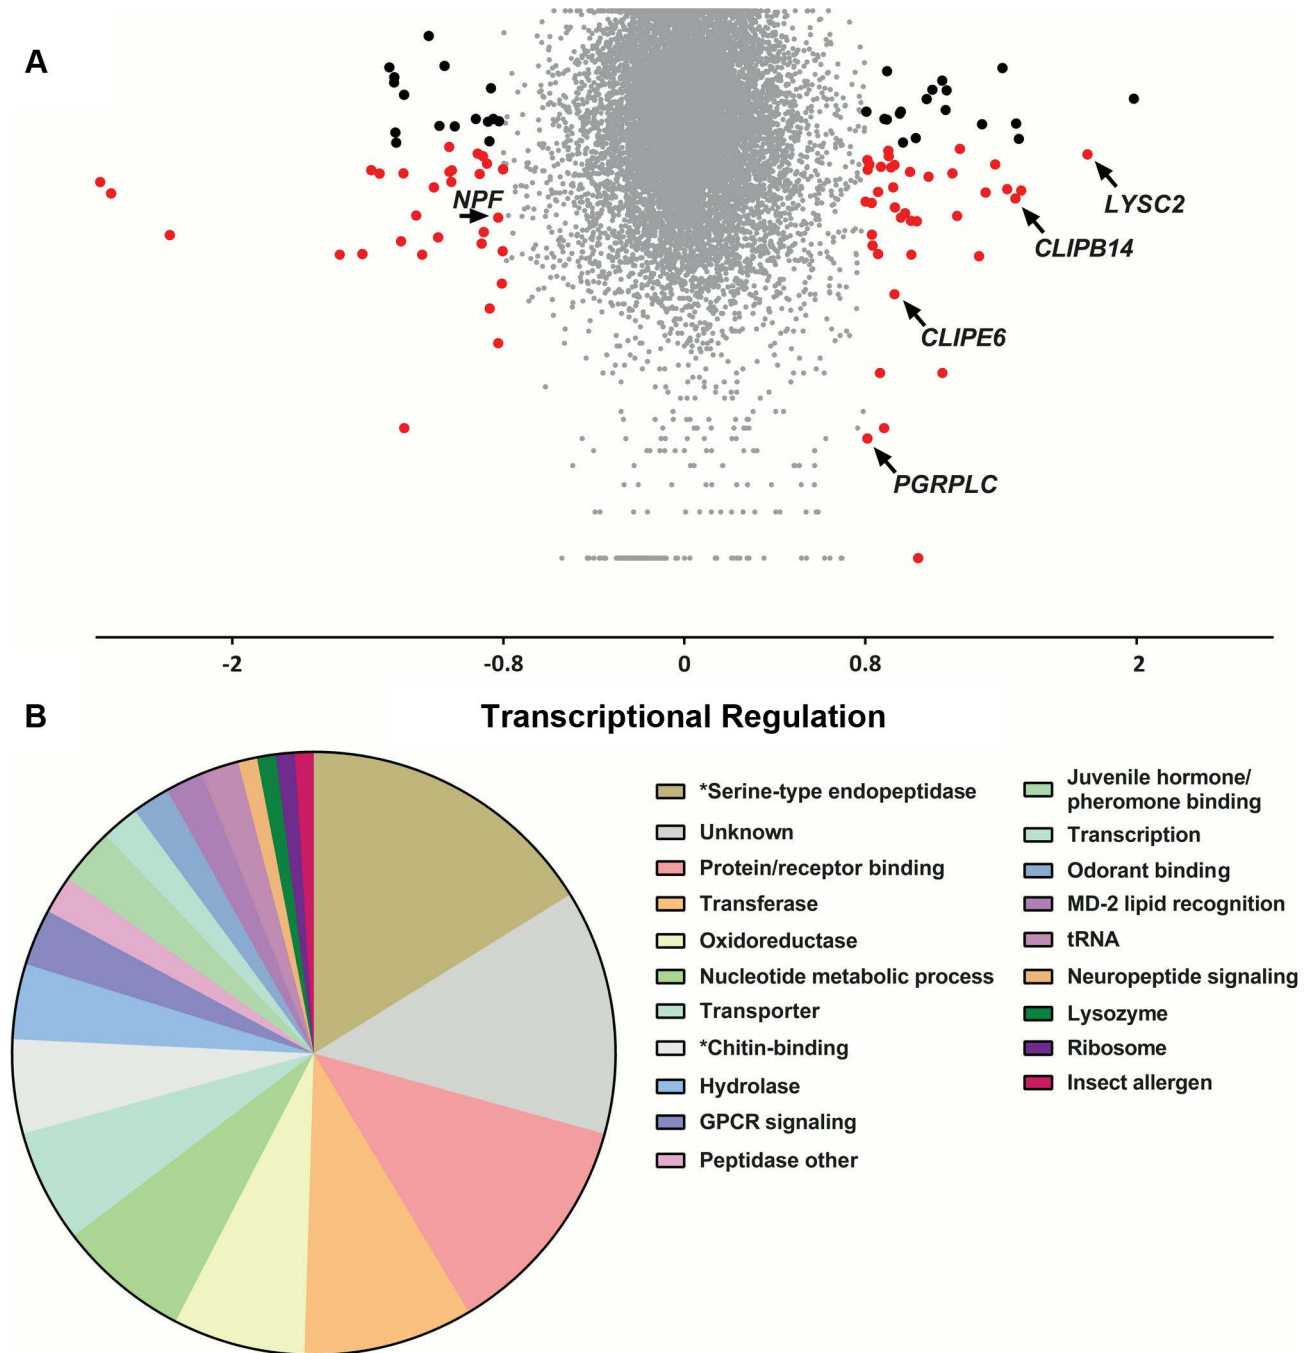 A
NPF
LYSC2
CLIPB14
CLIPE6
PGRPLC
-2 -0.8 0 0.8 2
B
Transcriptional Regulation
*Serine-type endopeptidase
Unknown
Protein/receptor binding
Transferase
Oxidoreductase
Nucleotide metabolic process
Transporter
*Chitin-binding
Hydrolase
GPCR signaling
Peptidase other
Juvenile hormone/
pheromone binding
Transcription
Odorant binding
MD-2 lipid recognition
tRNA
Neuropeptide signaling
Lysozyme
Ribosome
Insect allergen